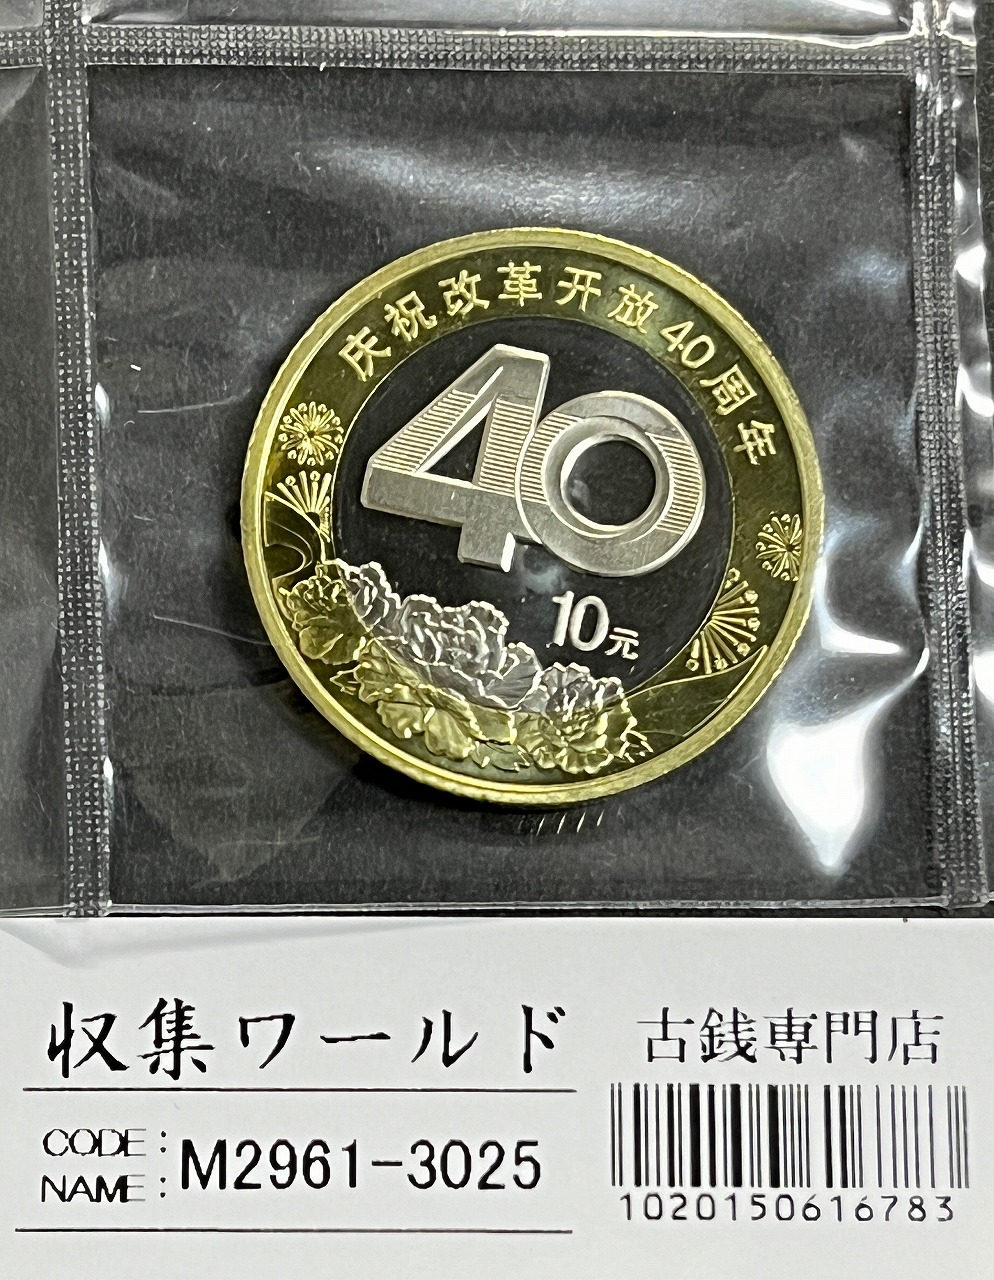 庆祝改革开放40周年
40
10元
収集ワールド
古銭専門店
CODE:
NAME:
M2961-3025
1020150616783